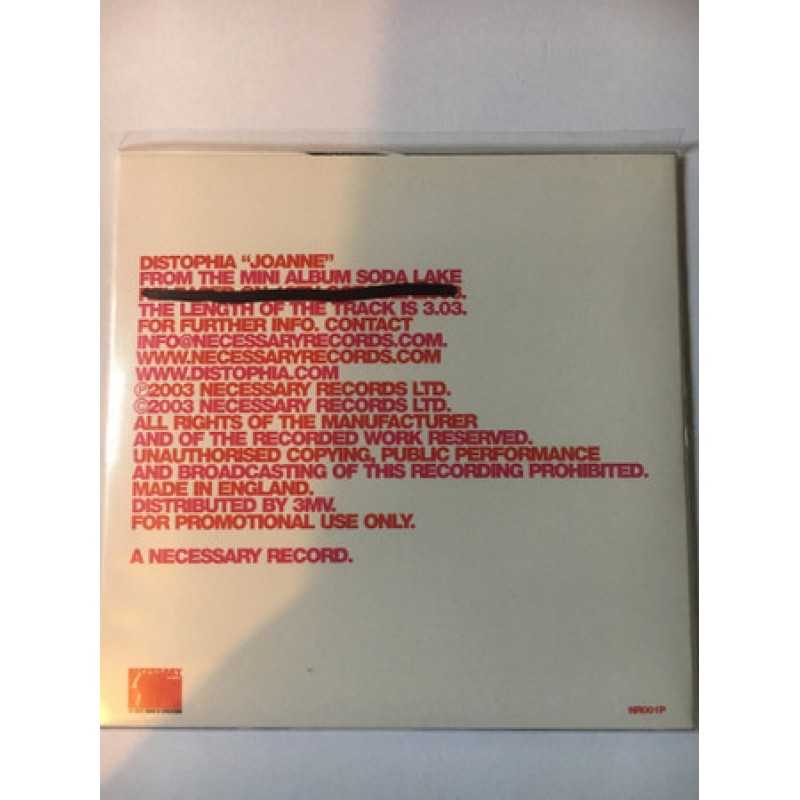 DISTOPHIA "JOANNE"
FROM THE MINI ALBUM SODA LAKE
THE LENGTH OF THE TRACK IS 3.03.
FOR FURTHER INFO. CONTACT
INFO@NECESSARYRECORDS.COM.
WWW.NECESSARYRECORDS.COM
WWW.DISTOPHIA.COM
℗2003 NECESSARY RECORDS LTD.
©2003 NECESSARY RECORDS LTD.
ALL RIGHTS OF THE MANUFACTURER
AND OF THE RECORDED WORK RESERVED.
UNAUTHORISED COPYING, PUBLIC PERFORMANCE
AND BROADCASTING OF THIS RECORDING PROHIBITED.
MADE IN ENGLAND.
DISTRIBUTED BY 3MV.
FOR PROMOTIONAL USE ONLY.
A NECESSARY RECORD.
NR001P